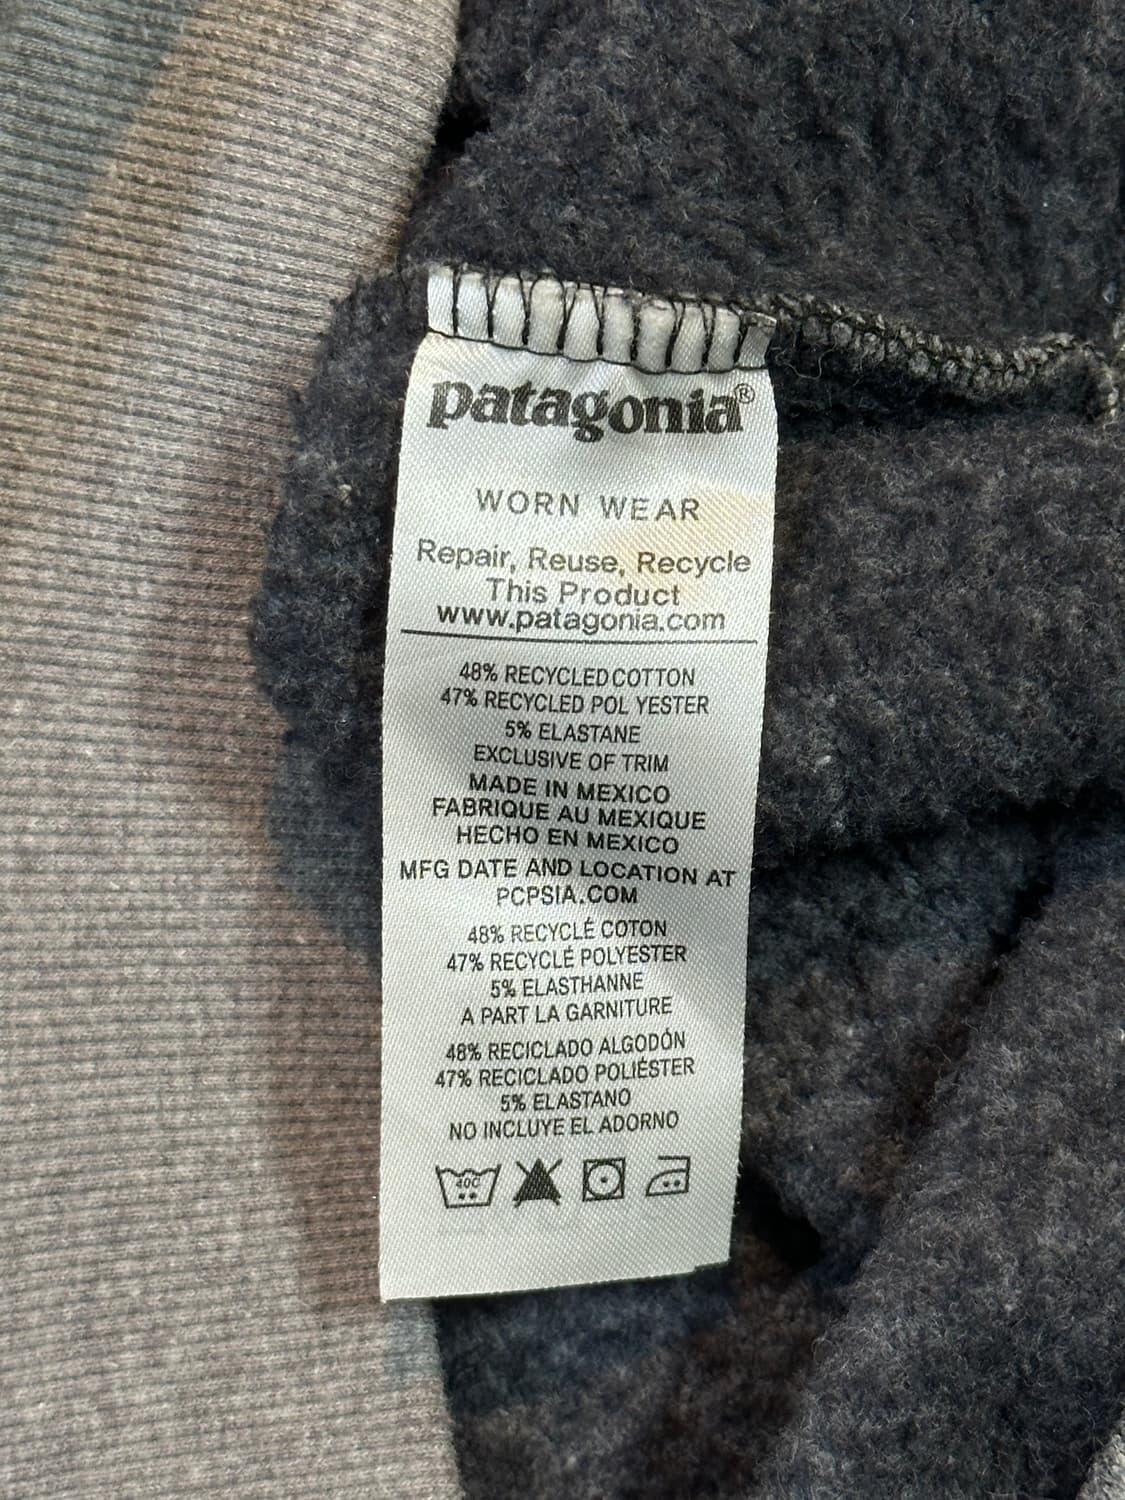 patagonia®
WORN WEAR
Repair, Reuse, Recycle
This Product
www.patagonia.com
48% RECYCLED COTTON
47% RECYCLED POL YESTER
5% ELASTANE
EXCLUSIVE OF TRIM
MADE IN MEXICO
FABRIQUE AU MEXIQUE
HECHO EN MEXICO
MFG DATE AND LOCATION AT
PCPSIA.COM
48% RECYCLÉ COTON
47% RECYCLÉ POLYESTER
5% ELASTHANNE
A PART LA GARNITURE
48% RECICLADO ALGODÓN
47% RECICLADO POLIÉSTER
5% ELASTANO
NO INCLUYE EL ADORNO
40C